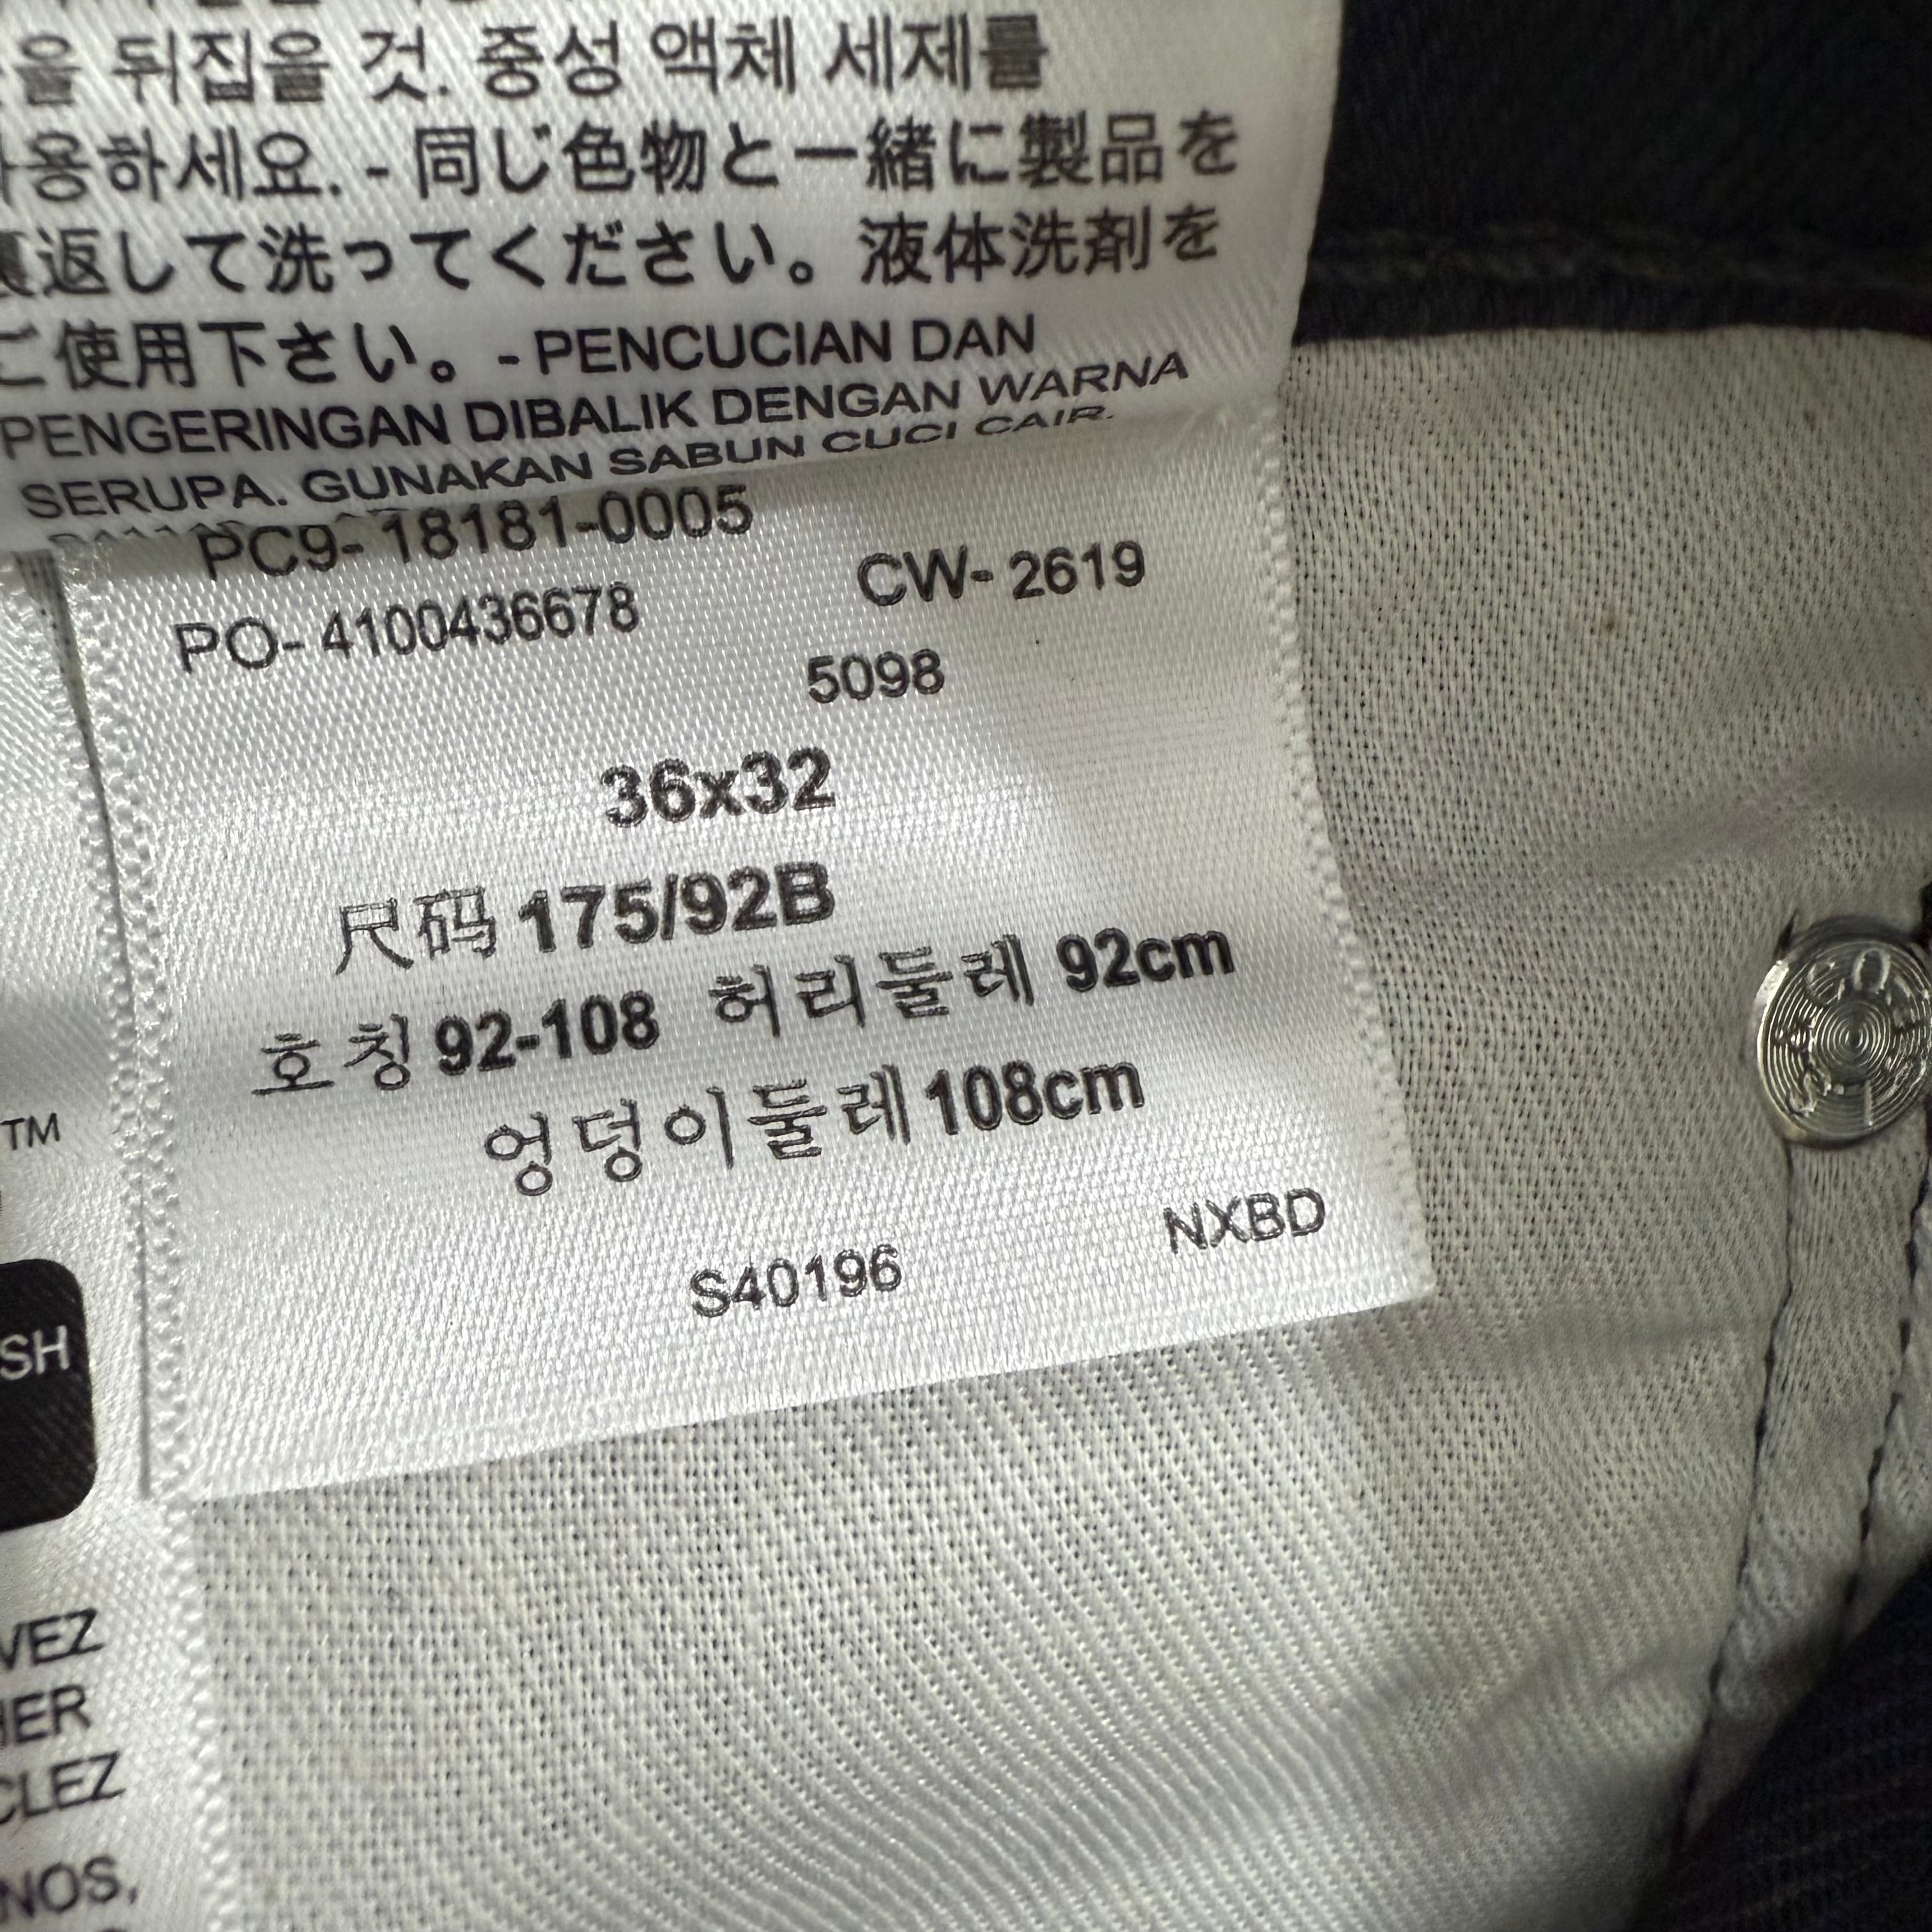 을 뒤집을 것. 중성 액체 세제를
사용하세요. - 同じ色物と一緒に製品を
裏返して洗ってください。液体洗剤を
ご使用下さい。- PENCUCIAN DAN
PENGERINGAN DIBALIK DENGAN WARNA
SERUPA. GUNAKAN SABUN CUCI CAIR.
PC9- 18181-0005
PO- 4100436678
CW- 2619
5098
36x32
尺码 175/92B
호칭 92-108 허리둘레 92cm
엉덩이둘레 108cm
S40196
NXBD
TM
SH
VEZ
HER
CLEZ
NOS,